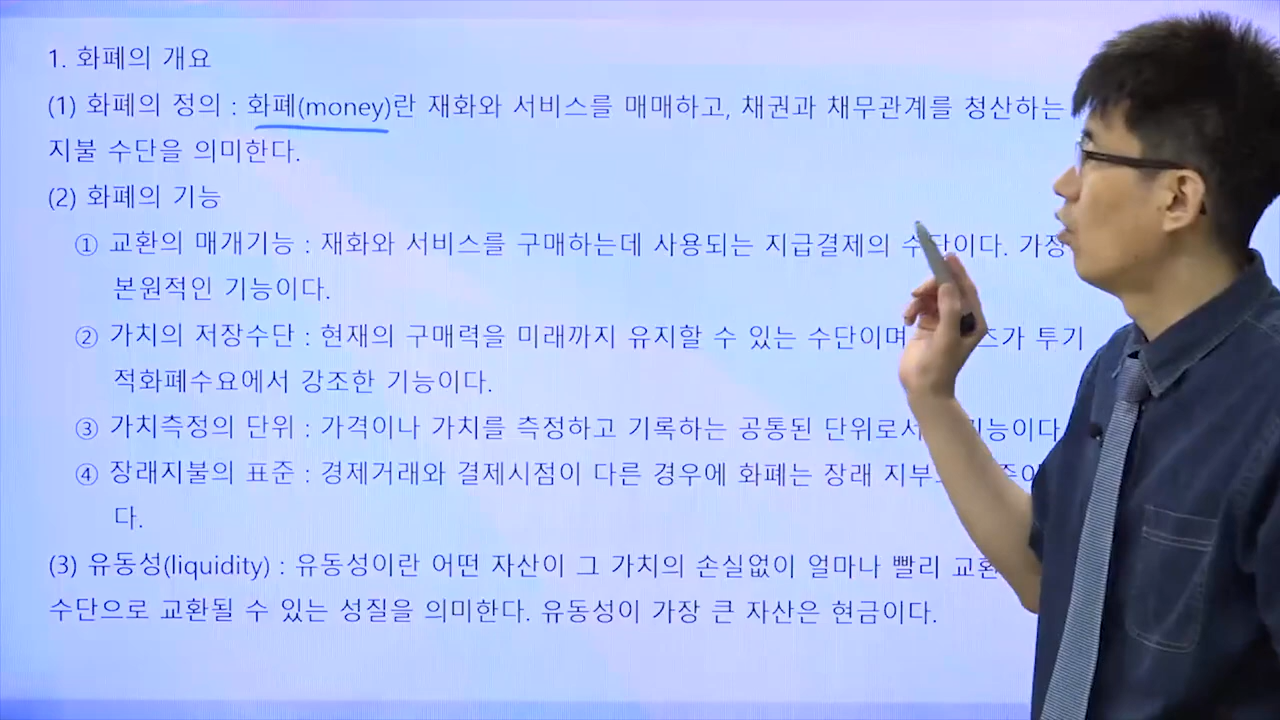 1. 화폐의 개요
(1) 화폐의 정의 : 화폐(money)란 재화와 서비스를 매매하고, 채권과 채무관계를 청산하는
지불 수단을 의미한다.
(2) 화폐의 기능
① 교환의 매개기능 : 재화와 서비스를 구매하는데 사용되는 지급결제의 수단이다. 가장
본원적인 기능이다.
② 가치의 저장수단 : 현재의 구매력을 미래까지 유지할 수 있는 수단이며 투기
적화폐수요에서 강조한 기능이다.
③ 가치측정의 단위 : 가격이나 가치를 측정하고 기록하는 공통된 단위로서 기능이다
④ 장래지불의 표준 : 경제거래와 결제시점이 다른 경우에 화폐는 장래
다.
(3) 유동성(liquidity) : 유동성이란 어떤 자산이 그 가치의 손실없이 얼마나 빨리 교환
수단으로 교환될 수 있는 성질을 의미한다. 유동성이 가장 큰 자산은 현금이다.